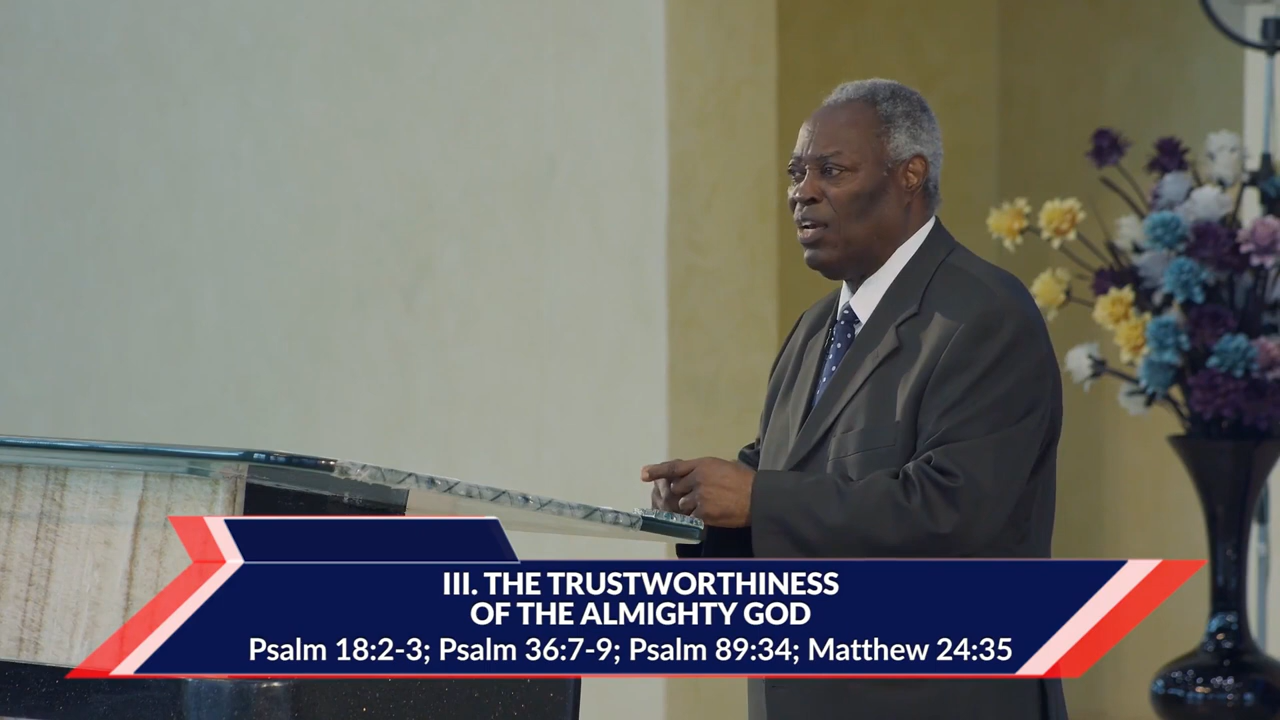 III. THE TRUSTWORTHINESS
OF THE ALMIGHTY GOD
Psalm 18:2-3; Psalm 36:7-9; Psalm 89:34; Matthew 24:35